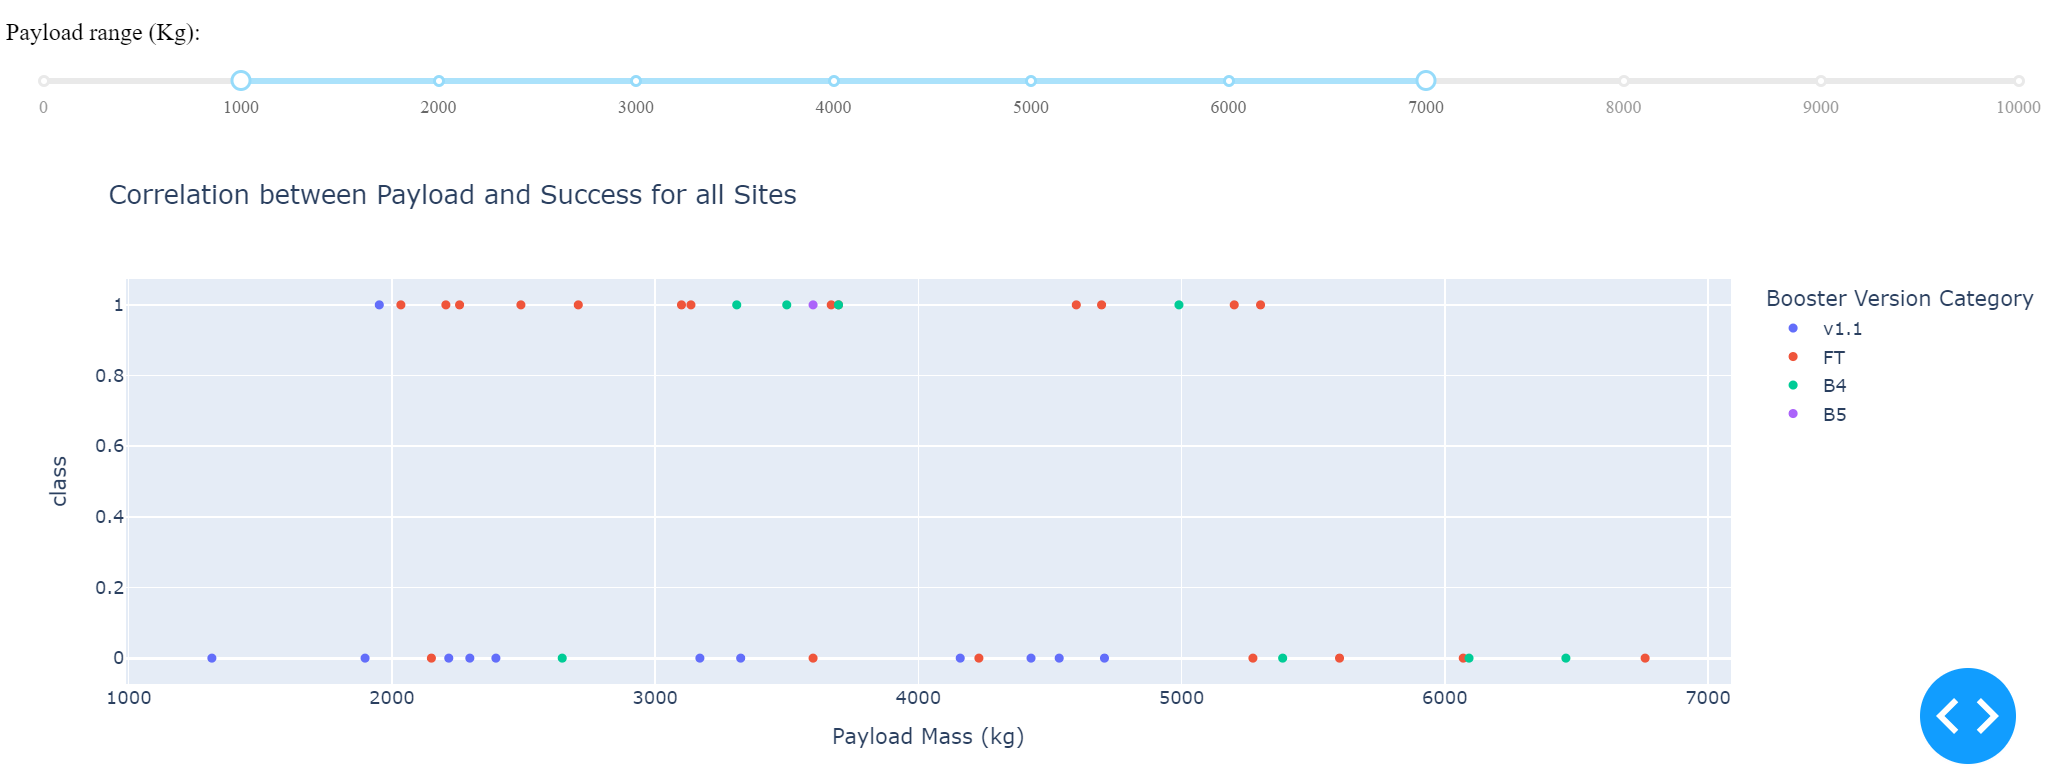 Payload range (Kg):
0 1000 2000 3000 4000 5000 6000 7000 8000 9000 10000
Correlation between Payload and Success for all Sites
Booster Version Category
v1.1
FT
B4
B5
1
0.8
0.6
0.4
0.2
0
class
1000 2000 3000 4000 5000 6000 7000
Payload Mass (kg)